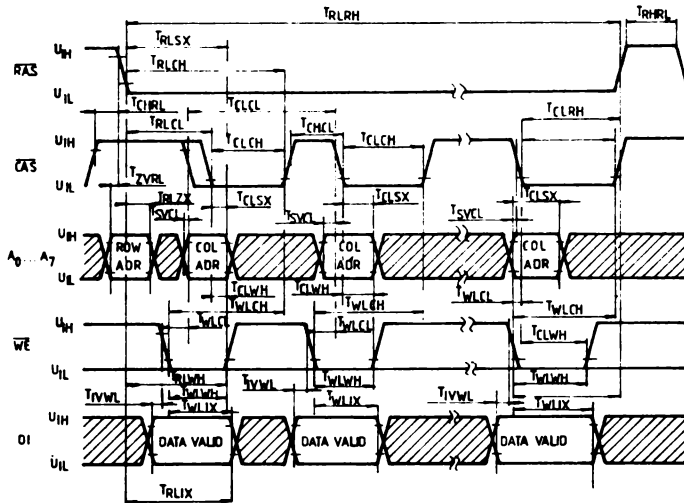 TRLRH TRHRL
TRLSX
UIH
TRLCH
RAS
UIL
TCHRL TCLCL
TRLCL TCLRH
UIH TCLCH TCHCL TCLCH
CAS
UIL
TZVRL TRLZX TCLSX TCLSX TCLSX
TSVCL TSVCL TSVCL
UIH
ROW ADR COL ADR COL ADR COL ADR
A0...A7
UIL
TCLWH TCLWH TWLCL
TWLCH TWLCH TWLCH
UIH TWLCL TWLCL TCLWH
WE
UIL
TRLWH TWLWH TWLWH
TIVWL TWLWH TIVWL TIVWL
TWLIX TWLIX TWLIX
UIH
DI DATA VALID DATA VALID DATA VALID
UIL
TRLIX